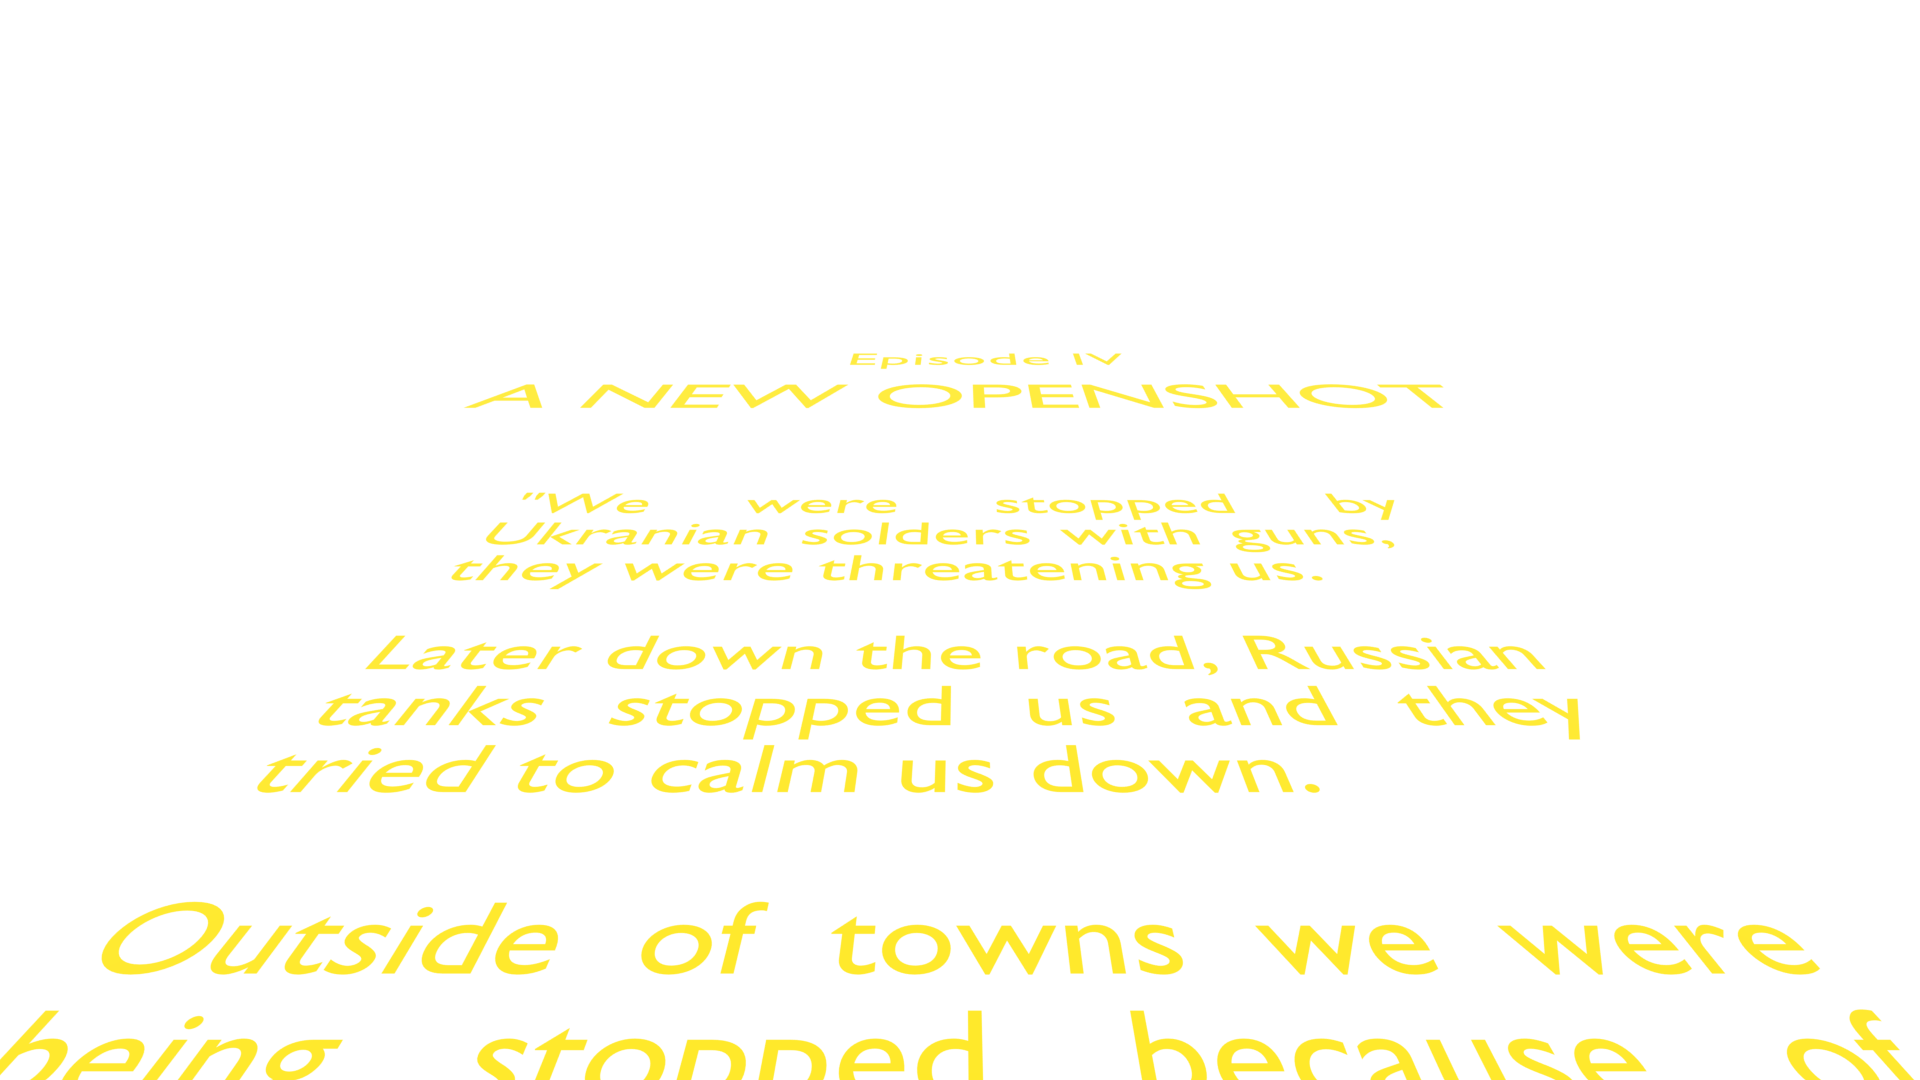 Episode IV
A NEW OPENSHOT
"We were stopped by
Ukranian solders with guns,
they were threatening us.
Later down the road, Russian
tanks stopped us and they
tried to calm us down.
Outside of towns we were
being stopped because of